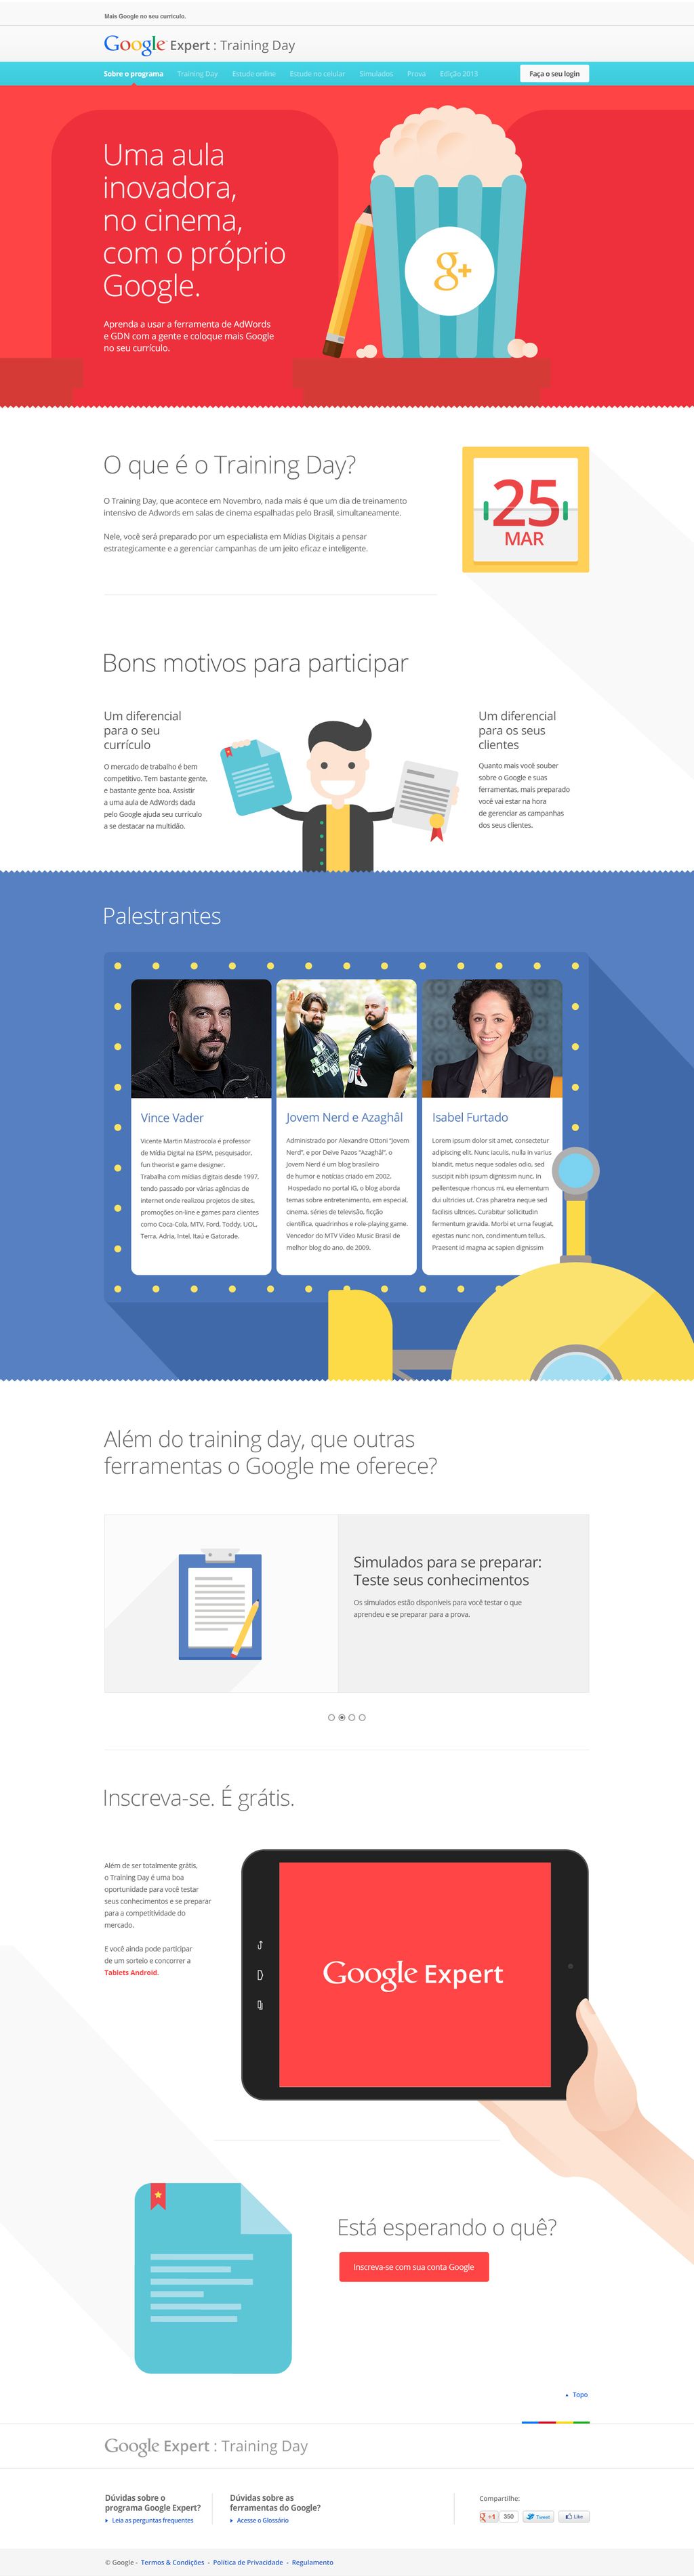 Mais Google no seu currículo.
Google Expert : Training Day
Sobre o programa Training Day Estude online Estude no celular Simulados Prova Edição 2013 Faça o seu login
Uma aula
inovadora,
no cinema,
com o próprio
Google.
Aprenda a usar a ferramenta de AdWords
e GDN com a gente e coloque mais Google
no seu currículo.
g+
O que é o Training Day?
O Training Day, que acontece em Novembro, nada mais é que um dia de treinamento
intensivo de Adwords em salas de cinema espalhadas pelo Brasil, simultaneamente.
Nele, você será preparado por um especialista em Mídias Digitais a pensar
estrategicamente e a gerenciar campanhas de um jeito eficaz e inteligente.
25
MAR
Bons motivos para participar
Um diferencial
para o seu
currículo
O mercado de trabalho é bem
competitivo. Tem bastante gente,
e bastante gente boa. Assistir
a uma aula de AdWords dada
pelo Google ajuda seu currículo
a se destacar na multidão.
Um diferencial
para os seus
clientes
Quanto mais você souber
sobre o Google e suas
ferramentas, mais preparado
você vai estar na hora
de gerenciar as campanhas
dos seus clientes.
Palestrantes
Vince Vader
Vicente Martin Mastrocola é professor
de Mídia Digital na ESPM, pesquisador,
fun theorist e game designer.
Trabalha com mídias digitais desde 1997,
tendo passado por várias agências de
internet onde realizou projetos de sites,
promoções on-line e games para clientes
como Coca-Cola, MTV, Ford, Toddy, UOL,
Terra, Adria, Intel, Itaú e Gatorade.
Jovem Nerd e Azaghâl
Administrado por Alexandre Ottoni "Jovem
Nerd", e por Deive Pazos "Azaghâl", o
Jovem Nerd é um blog brasileiro
de humor e notícias criado em 2002.
Hospedado no portal iG, o blog aborda
temas sobre entretenimento, em especial,
cinema, séries de televisão, ficção
científica, quadrinhos e role-playing game.
Vencedor do MTV Video Music Brasil de
melhor blog do ano, de 2009.
Isabel Furtado
Lorem ipsum dolor sit amet, consectetur
adipiscing elit. Nunc iaculis, nulla in varius
blandit, metus neque sodales odio, sed
suscipit nibh ipsum dignissim nunc. In
pellentesque rhoncus mi, eu elementum
dui ultricies ut. Cras pharetra neque sed
facilisis ultrices. Curabitur sollicitudin
fermentum gravida. Morbi et urna feugiat,
egestas nunc non, condimentum tellus.
Praesent id magna ac sapien dignissim
Além do training day, que outras
ferramentas o Google me oferece?
Simulados para se preparar:
Teste seus conhecimentos
Os simulados estão disponíveis para você testar o que
aprendeu e se preparar para a prova.
Inscreva-se. É grátis.
Além de ser totalmente grátis,
o Training Day é uma boa
oportunidade para você testar
seus conhecimentos e se preparar
para a competitividade do
mercado.
E você ainda pode participar
de um sorteio e concorrer a
Tablets Android.
Google Expert
Está esperando o quê?
Inscreva-se com sua conta Google
Topo
Google Expert : Training Day
Dúvidas sobre o
programa Google Expert?
Leia as perguntas frequentes
Dúvidas sobre as
ferramentas do Google?
Acesse o Glossário
Compartilhe:
g +1 350 Tweet Like
© Google - Termos & Condições - Política de Privacidade - Regulamento